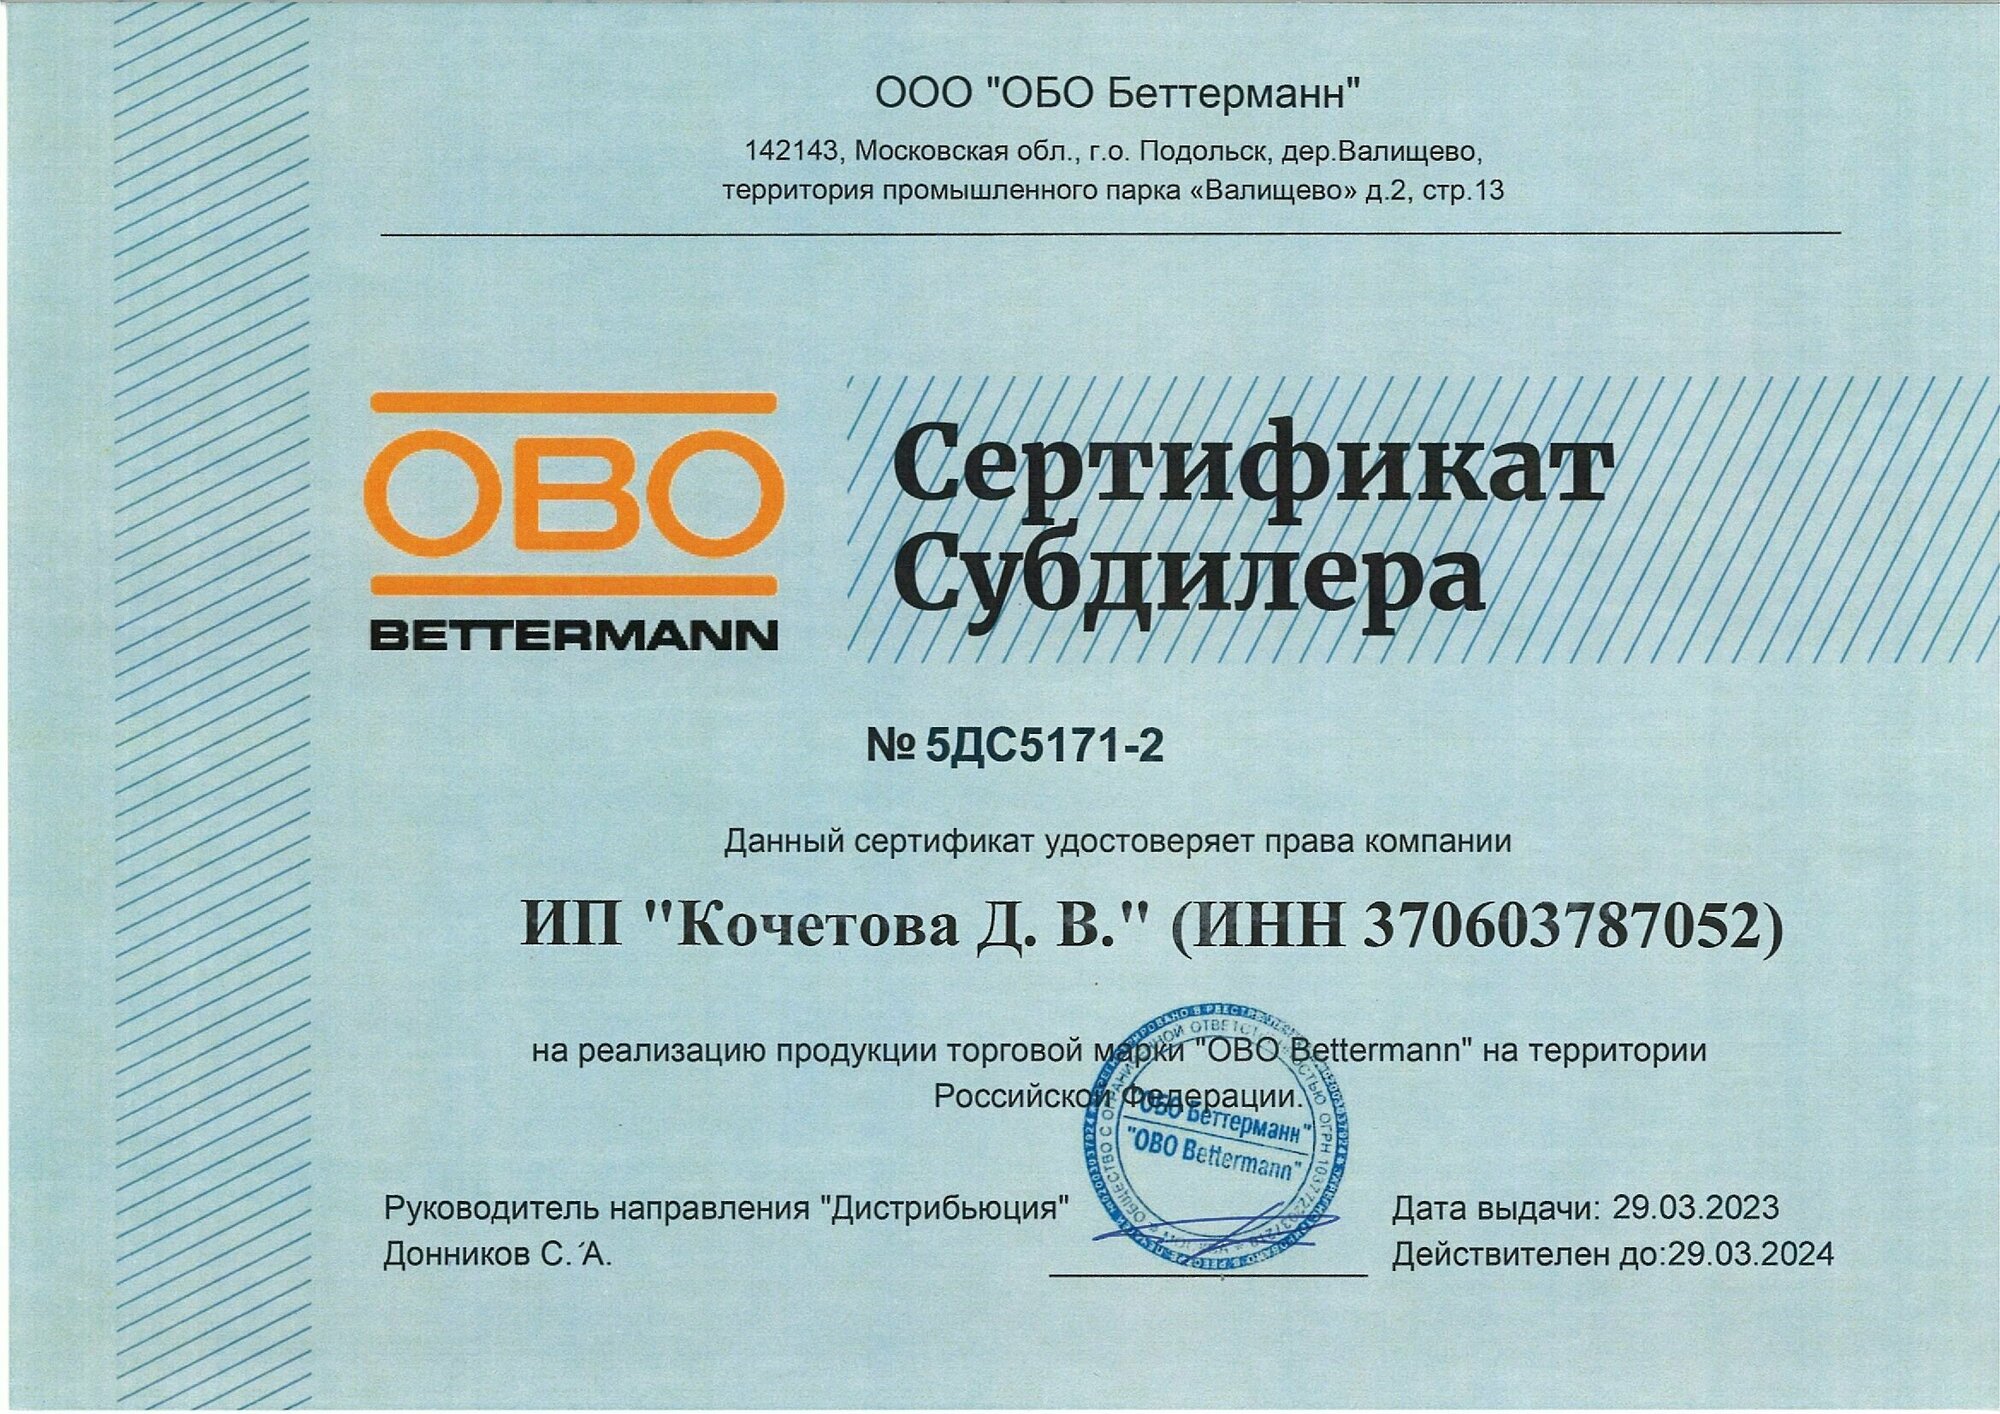 ООО "ОБО Беттерманн"
142143, Московская обл., г.о. Подольск, дер.Валищево,
территория промышленного парка «Валищево» д.2, стр.13
OBO
BETTERMANN
Сертификат
Субдилера
№ 5ДС5171-2
Данный сертификат удостоверяет права компании
ИП "Кочетова Д. В." (ИНН 370603787052)
на реализацию продукции торговой марки "OBO Bettermann" на территории
Российской Федерации.
"ОБО Беттерманн"
"OBO Bettermann"
Руководитель направления "Дистрибьюция"
Донников С. А.
Дата выдачи: 29.03.2023
Действителен до:29.03.2024